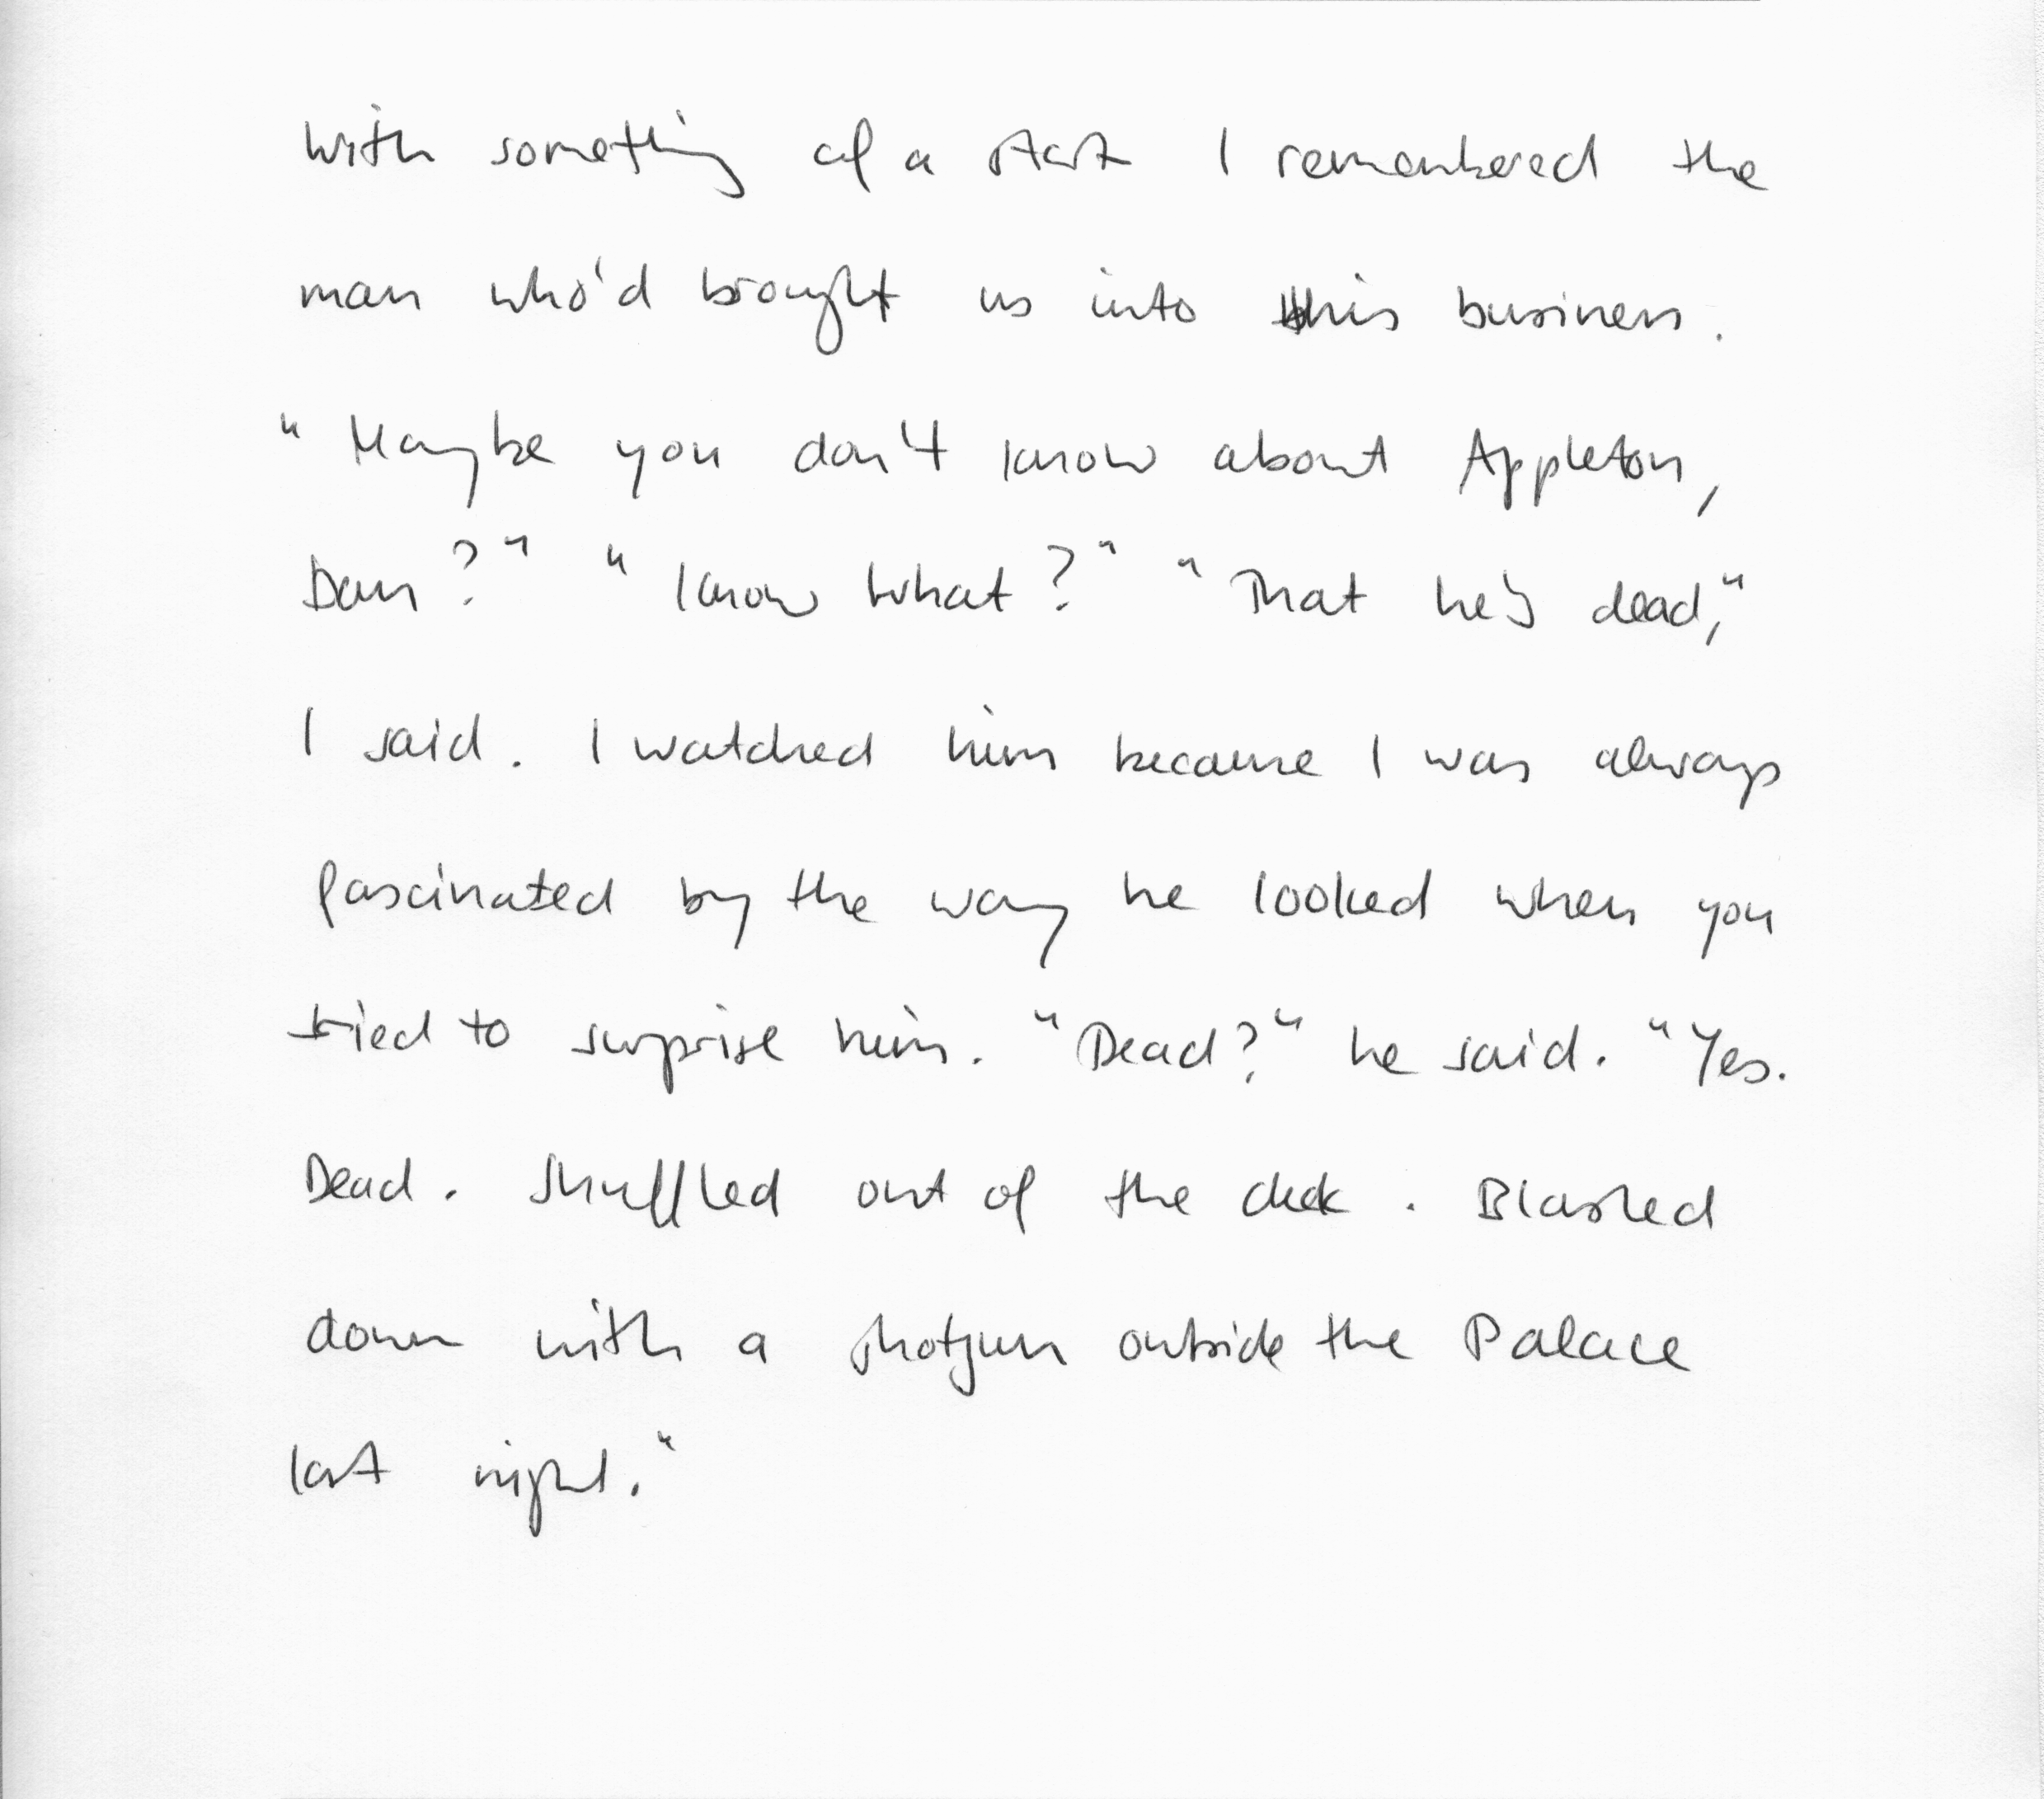 With something of a start I remembered the
man who'd brought us into this business.
"Maybe you don't know about Appleton,
Dan?" "Know what?" "That he's dead,"
I said. I watched him because I was always
fascinated by the way he looked when you
tried to surprise him. "Dead?" he said. "Yes.
Dead. Shuffled out of the deck. Blasted
down with a shotgun outside the Palace
last night."